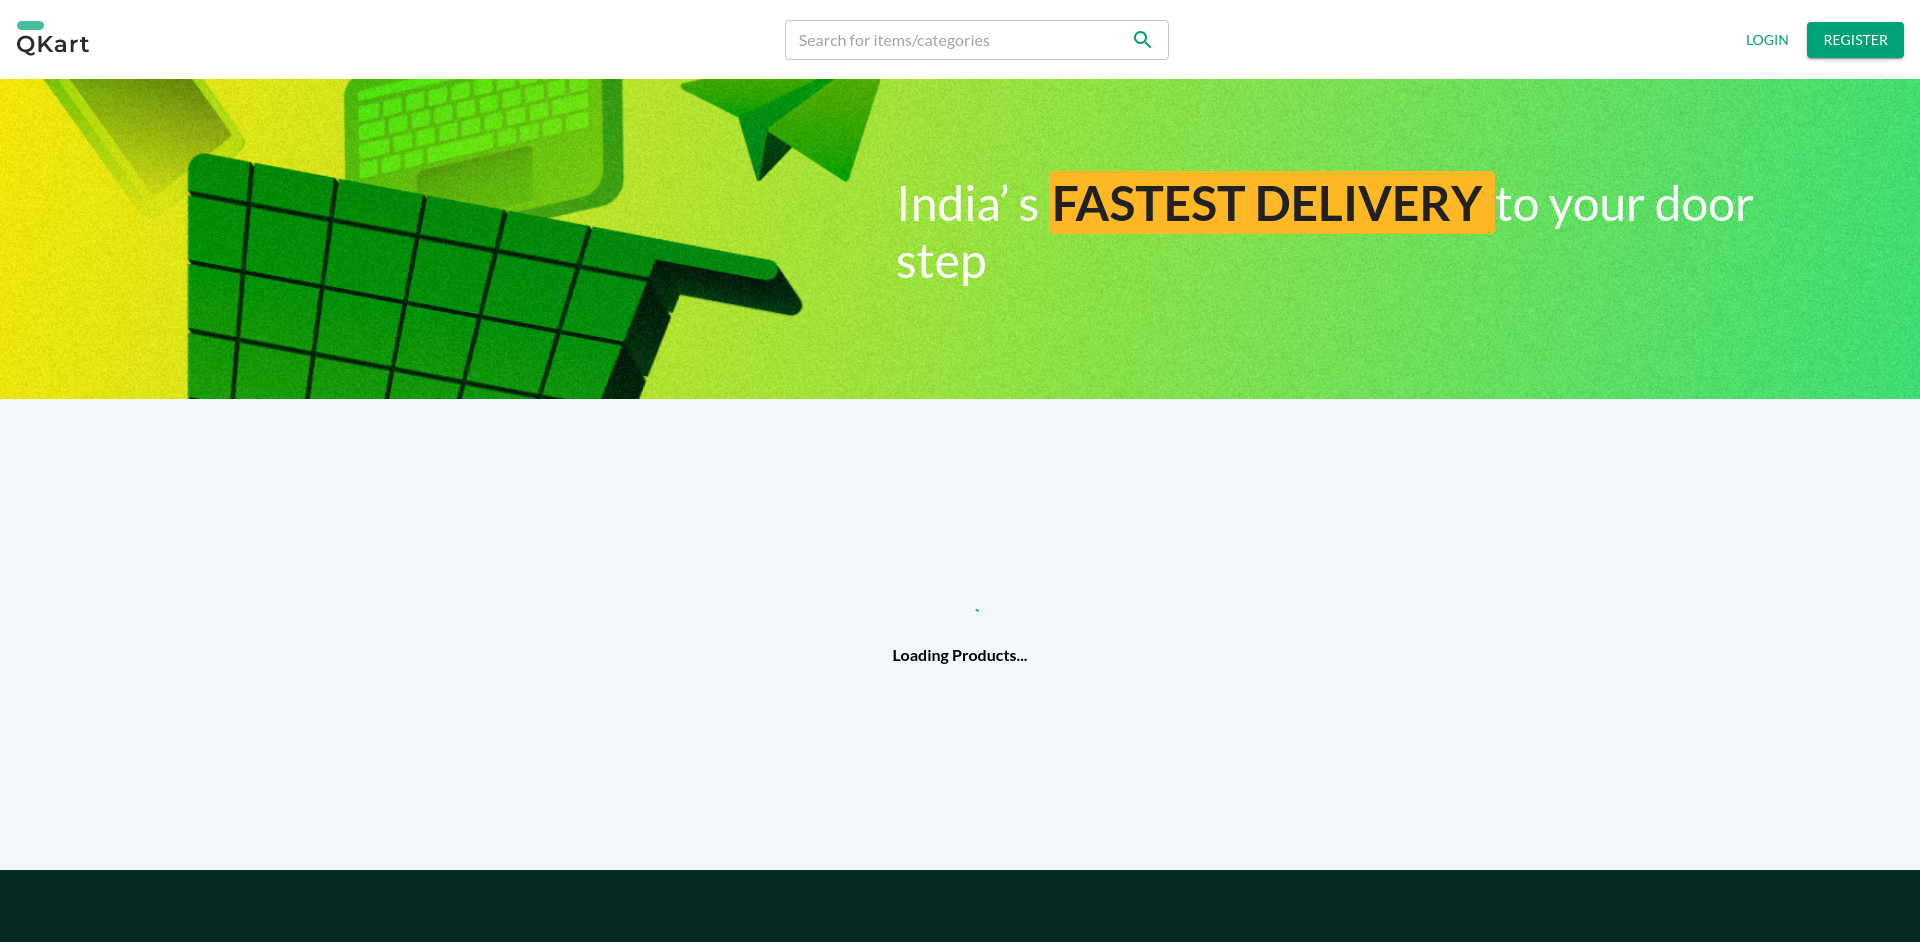 QKart
Search for items/categories
LOGIN
REGISTER
India’ s FASTEST DELIVERY to your door
step
Loading Products...